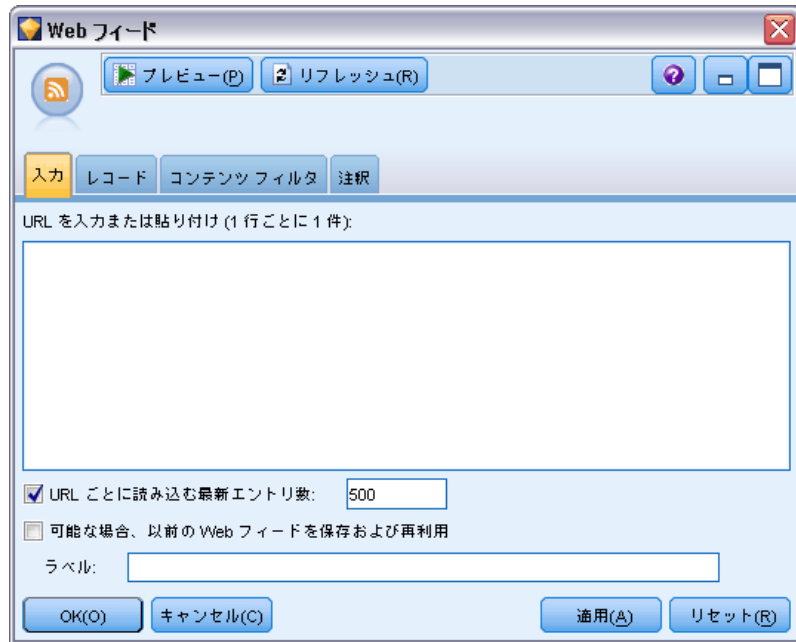 Web フィード
プレビュー(P) リフレッシュ(R)
入力 レコード コンテンツ フィルタ 注釈
URL を入力または貼り付け (1 行ごとに 1 件):
URL ごとに読み込む最新エントリ数: 500
可能な場合、以前の Web フィードを保存および再利用
ラベル:
OK(O) キャンセル(C) 適用(A) リセット(R)